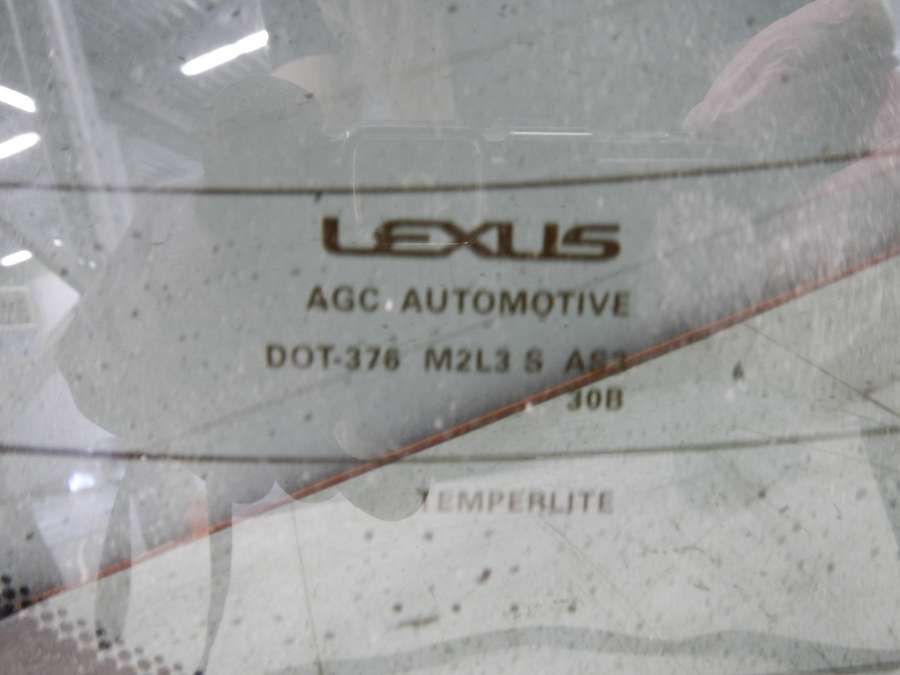 LEXUS
AGC AUTOMOTIVE
DOT-376 M2L3 S AS3
30B
TEMPERLITE